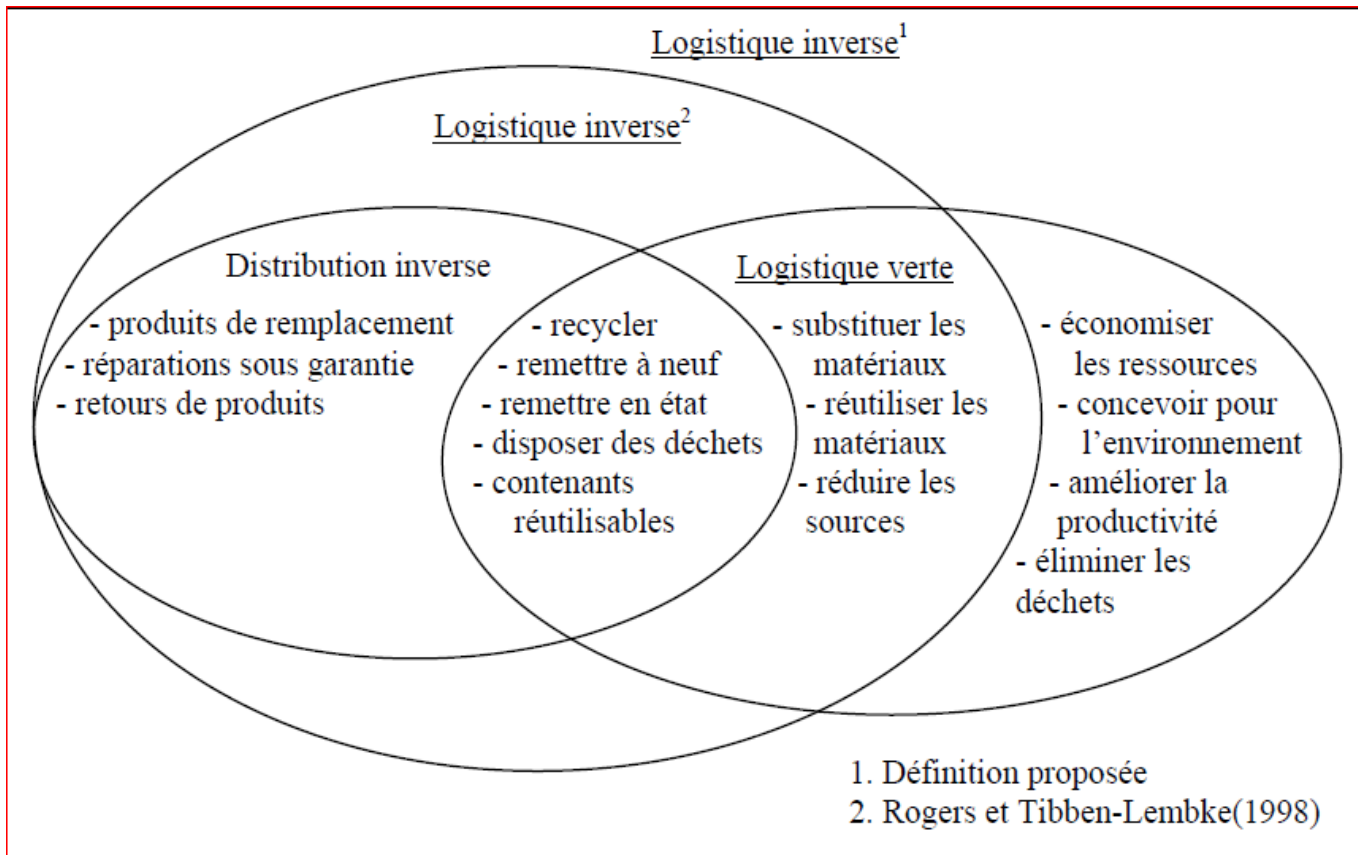 Logistique inverse¹
Logistique inverse²
Distribution inverse
- produits de remplacement
- réparations sous garantie
- retours de produits
- recycler
- remettre à neuf
- remettre en état
- disposer des déchets
- contenants
réutilisables
Logistique verte
- substituer les
matériaux
- réutiliser les
matériaux
- réduire les
sources
- économiser
les ressources
- concevoir pour
l’environnement
- améliorer la
productivité
- éliminer les
déchets
1. Définition proposée
2. Rogers et Tibben-Lembke(1998)